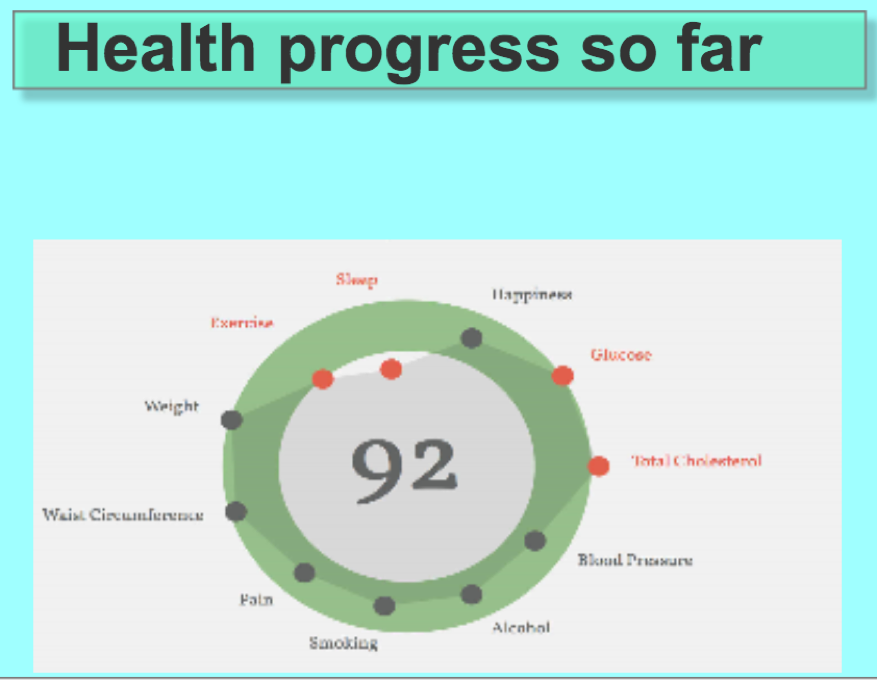 Health progress so far
Sleep
Happiness
Exercise
Glucose
Weight
92
Total Cholesterol
Waist Circumference
Blood Pressure
Pain
Alcohol
Smoking